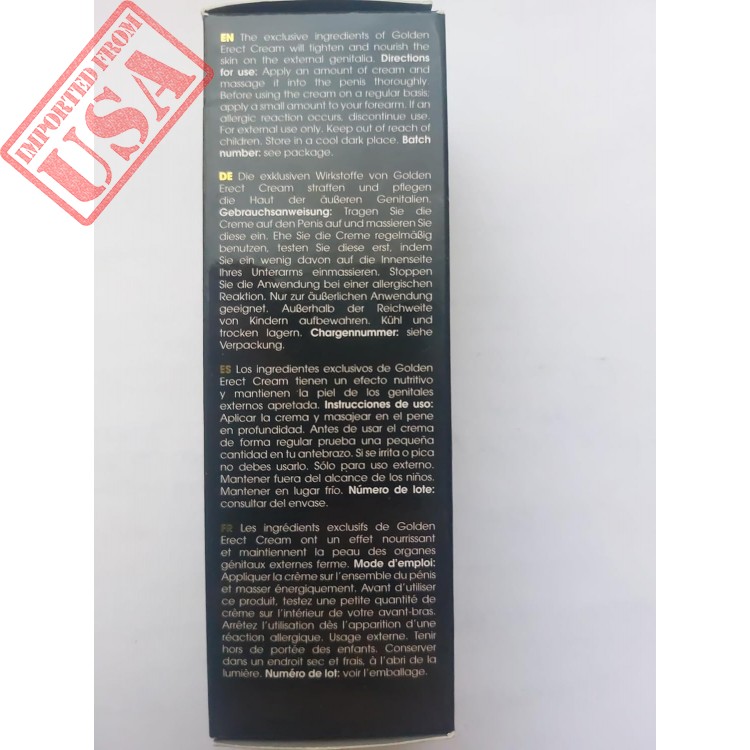 IMPORTED FROM
USA
EN The exclusive ingredients of Golden
Erect Cream will tighten and nourish the
skin on the external genitalia. Directions
for use: Apply an amount of cream and
massage it into the penis thoroughly.
Before using the cream on a regular basis;
apply a small amount to your forearm. If an
allergic reaction occurs, discontinue use.
For external use only. Keep out of reach of
children. Store in a cool dark place. Batch
number: see package.
DE Die exklusiven Wirkstoffe von Golden
Erect Cream straffen und pflegen
die Haut der äußeren Genitalien.
Gebrauchsanweisung: Tragen Sie die
Creme auf den Penis auf und massieren Sie
diese ein. Ehe Sie die Creme regelmäßig
benutzen, testen Sie diese erst, indem
Sie ein wenig davon auf die Innenseite
Ihres Unterarms einmassieren. Stoppen
Sie die Anwendung bei einer allergischen
Reaktion. Nur zur äußerlichen Anwendung
geeignet. Außerhalb der Reichweite
von Kindern aufbewahren. Kühl und
trocken lagern. Chargennummer: siehe
Verpackung.
ES Los ingredientes exclusivos de Golden
Erect Cream tienen un efecto nutritivo
y mantienen la piel de los genitales
externos apretada. Instrucciones de uso:
Aplicar la crema y masajear en el pene
en profundidad. Antes de usar el crema
de forma regular prueba una pequeña
cantidad en tu antebrazo. Si se irrita o pica
no debes usarlo. Sólo para uso externo.
Mantener fuera del alcance de los niños.
Mantener en lugar frío. Número de lote:
consultar del envase.
FR Les ingrédients exclusifs de Golden
Erect Cream ont un effet nourrissant
et maintiennent la peau des organes
génitaux externes ferme. Mode d'emploi:
Appliquer la crème sur l'ensemble du pénis
et masser énergiquement. Avant d'utiliser
ce produit, testez une petite quantité de
crème sur l'intérieur de votre avant-bras.
Arrêtez l'utilisation dès l'apparition d'une
réaction allergique. Usage externe. Tenir
hors de portée des enfants. Conserver
dans un endroit sec et frais, à l'abri de la
lumière. Numéro de lot: voir l'emballage.